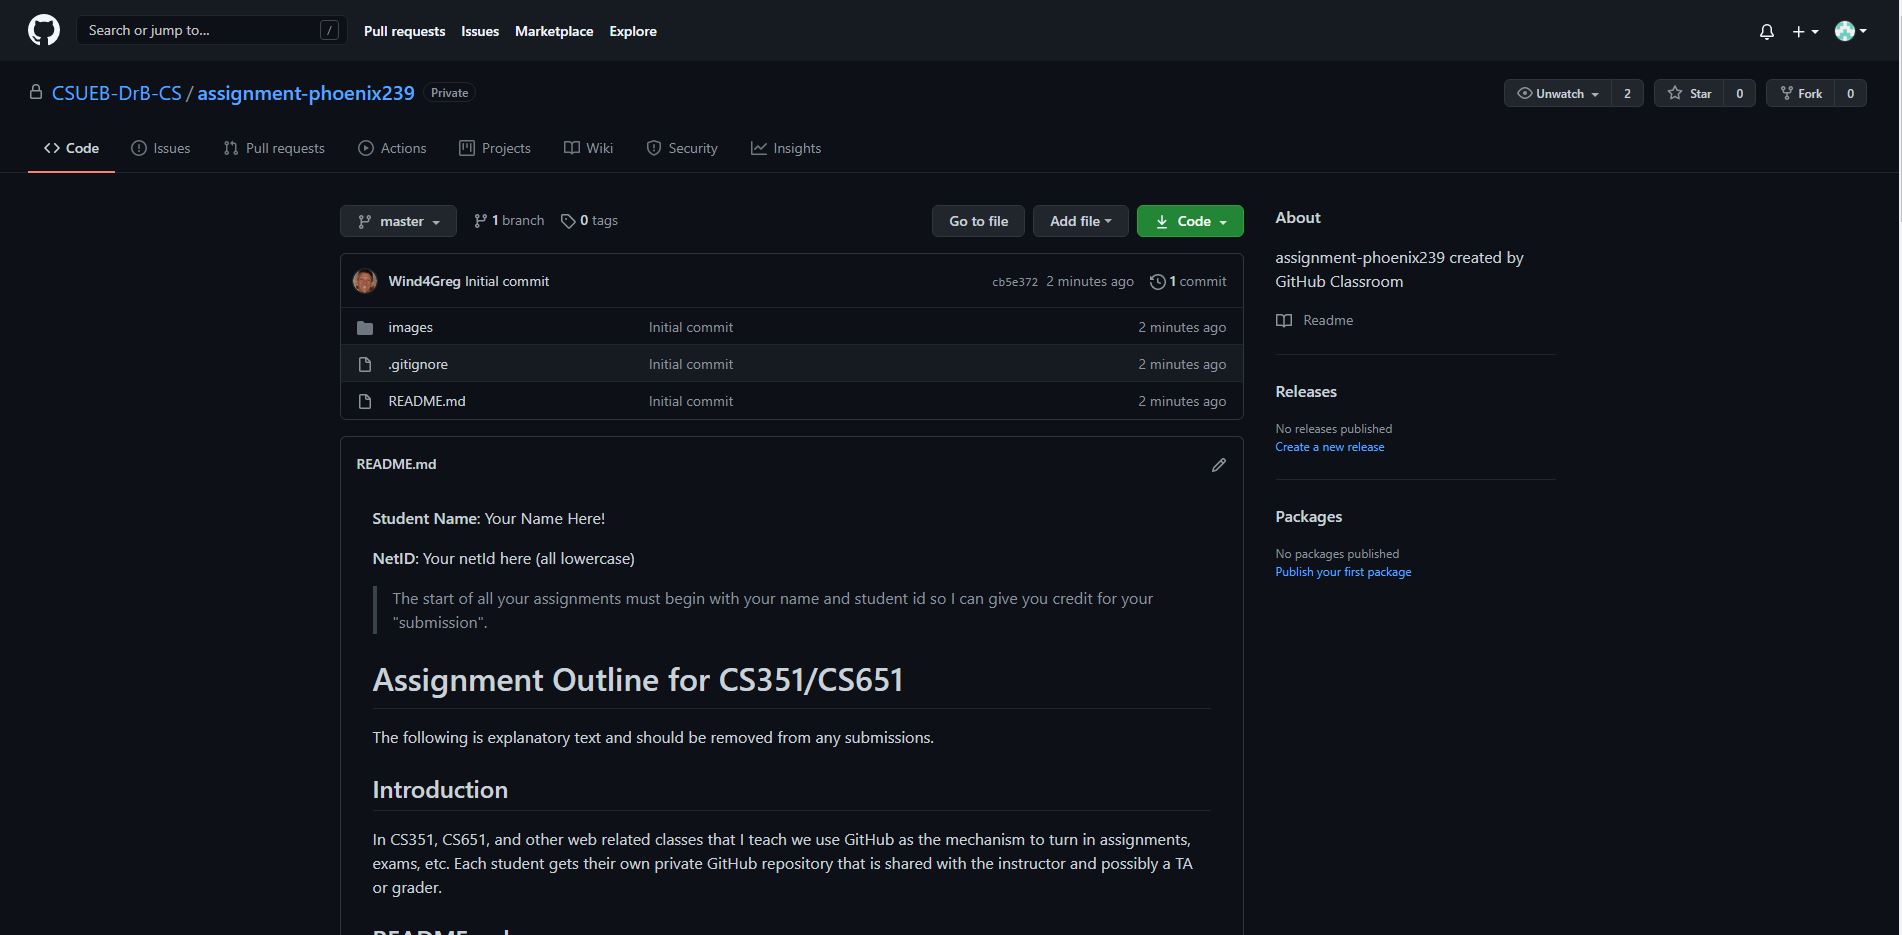 Search or jump to... /
Pull requests Issues Marketplace Explore
CSUEB-DrB-CS / assignment-phoenix239 Private
Unwatch 2 Star 0 Fork 0
Code Issues Pull requests Actions Projects Wiki Security Insights
master 1 branch 0 tags Go to file Add file Code
Wind4Greg Initial commit cb5e372 2 minutes ago 1 commit
images Initial commit 2 minutes ago
.gitignore Initial commit 2 minutes ago
README.md Initial commit 2 minutes ago
README.md
Student Name: Your Name Here!
NetID: Your netId here (all lowercase)
The start of all your assignments must begin with your name and student id so I can give you credit for your
"submission".
Assignment Outline for CS351/CS651
The following is explanatory text and should be removed from any submissions.
Introduction
In CS351, CS651, and other web related classes that I teach we use GitHub as the mechanism to turn in assignments,
exams, etc. Each student gets their own private GitHub repository that is shared with the instructor and possibly a TA
or grader.
About
assignment-phoenix239 created by
GitHub Classroom
Readme
Releases
No releases published
Create a new release
Packages
No packages published
Publish your first package